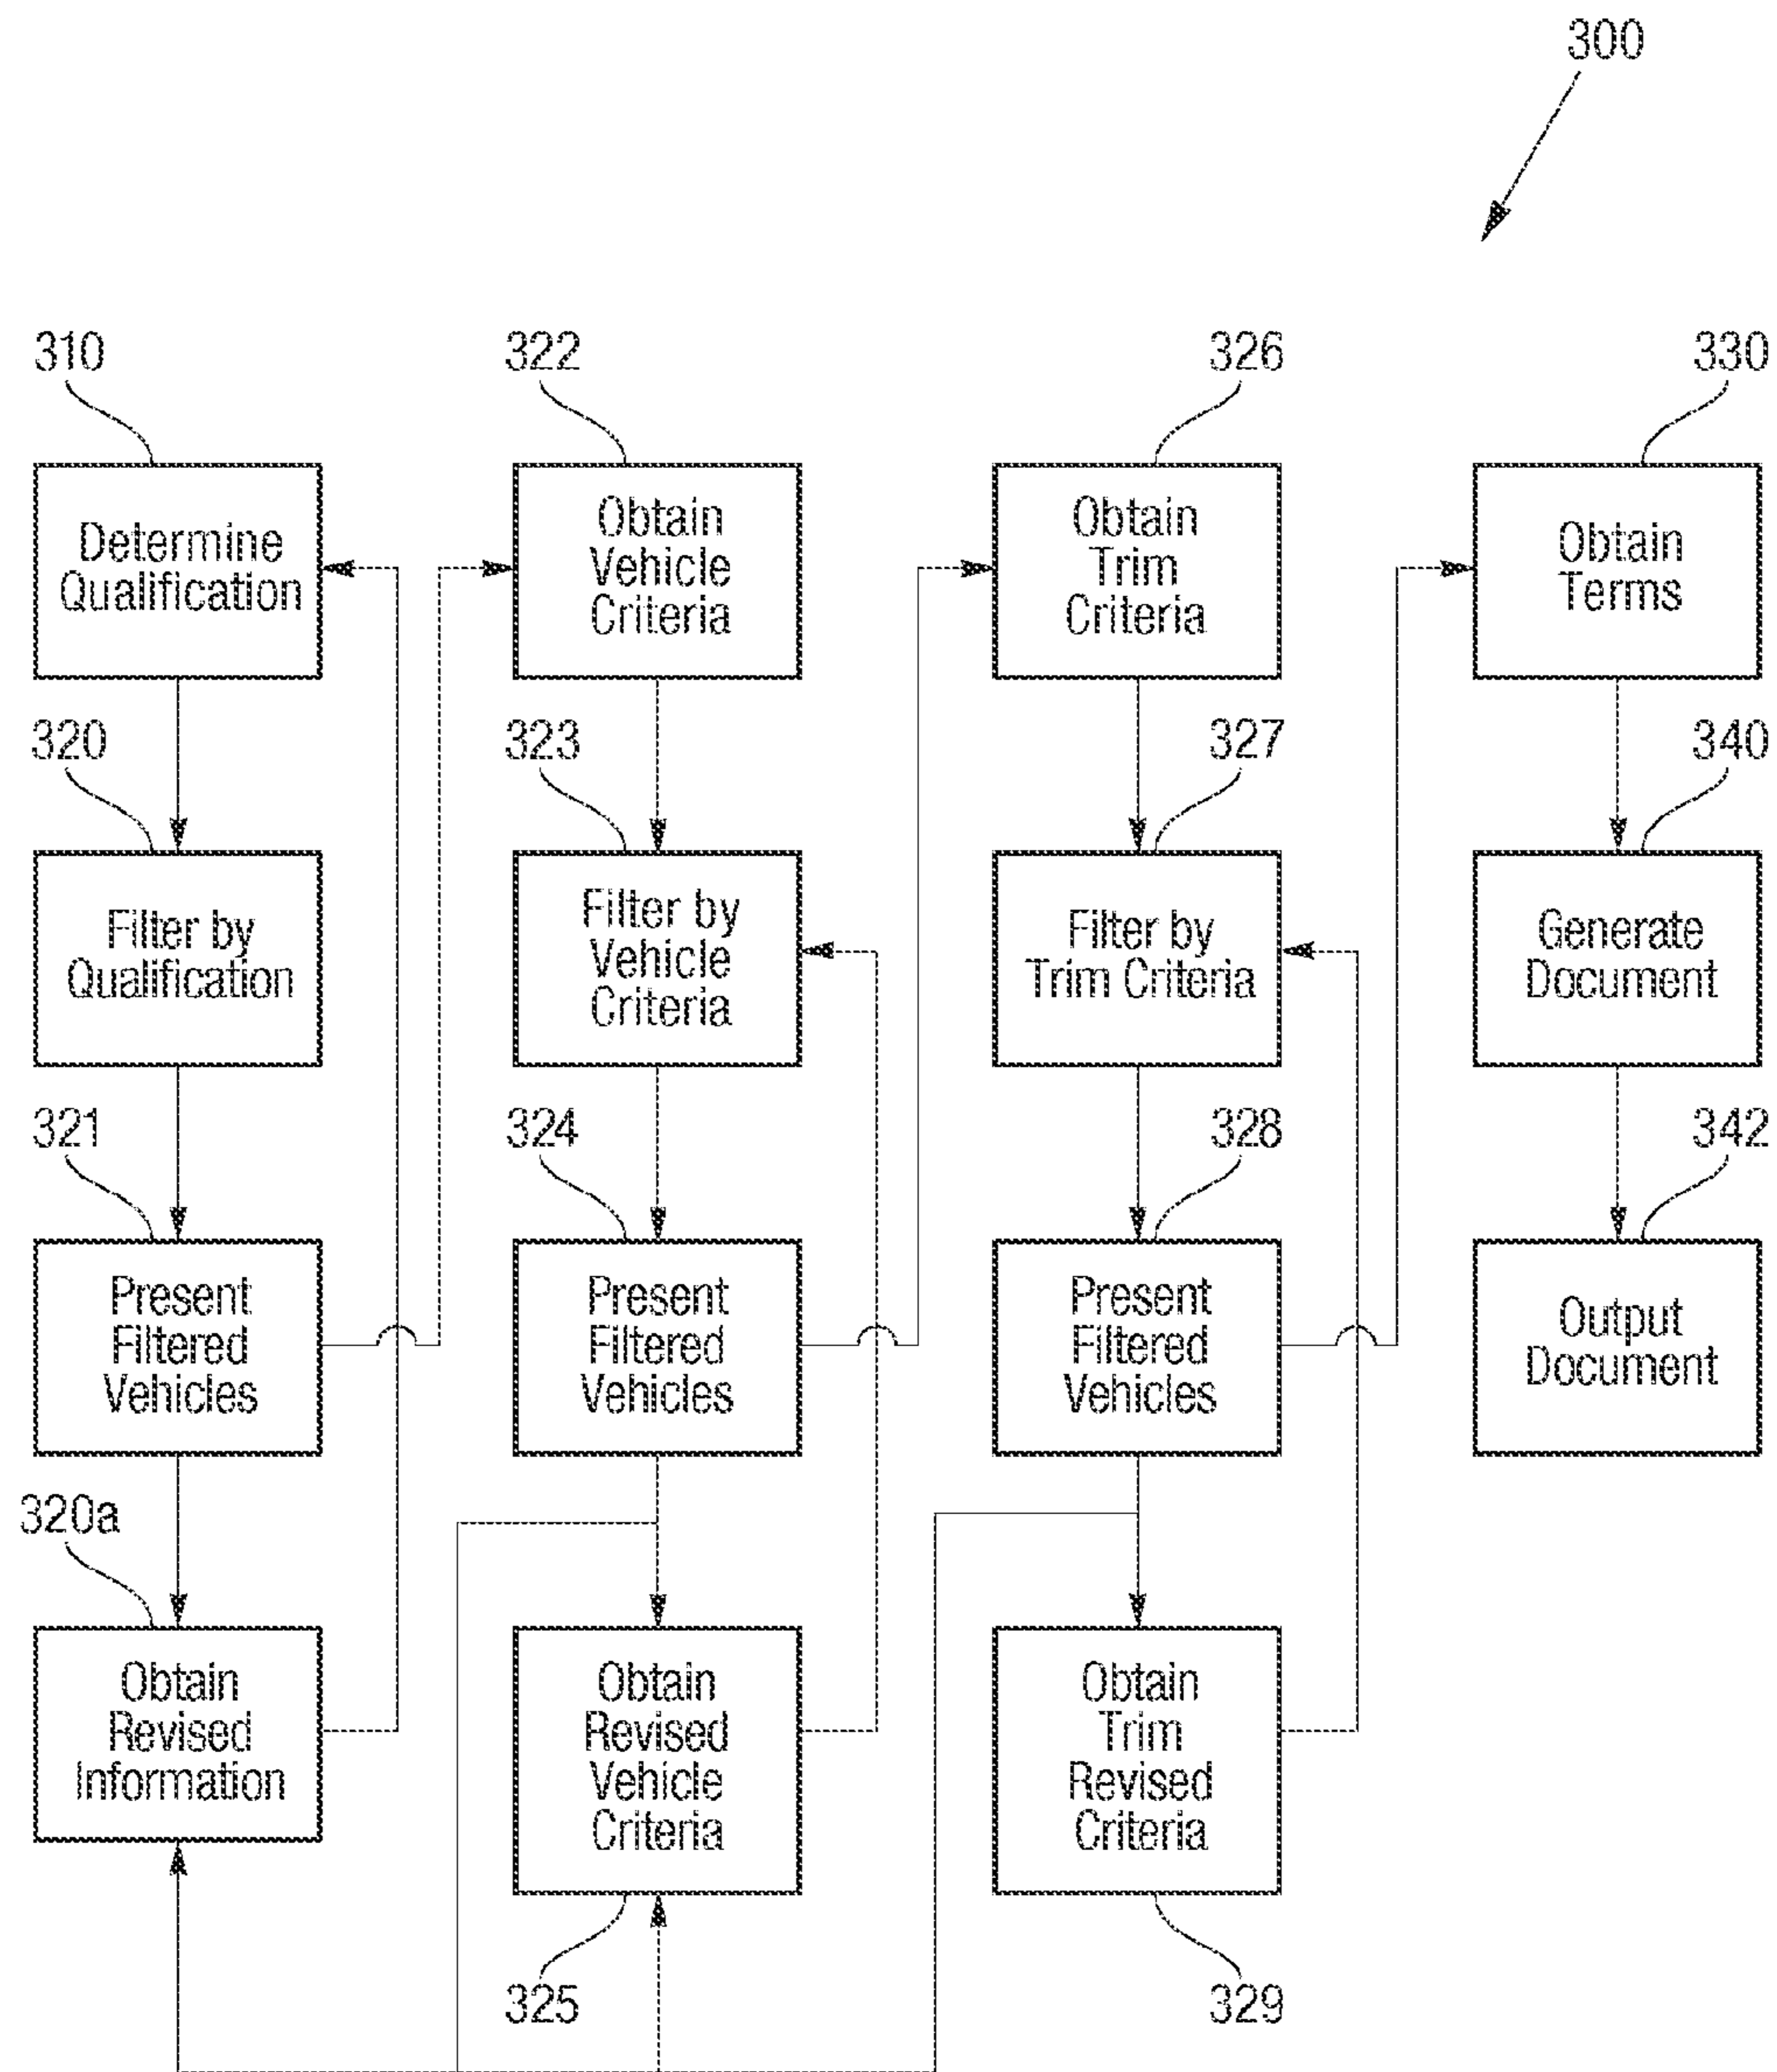 300
310
Determine
Qualification
320
Filter by
Qualification
321
Present
Filtered
Vehicles
320a
Obtain
Revised
Information
322
Obtain
Vehicle
Criteria
323
Filter by
Vehicle
Criteria
324
Present
Filtered
Vehicles
Obtain
Revised
Vehicle
Criteria
325
326
Obtain
Trim
Criteria
327
Filter by
Trim Criteria
328
Present
Filtered
Vehicles
Obtain
Trim
Revised
Criteria
329
330
Obtain
Terms
340
Generate
Document
342
Output
Document